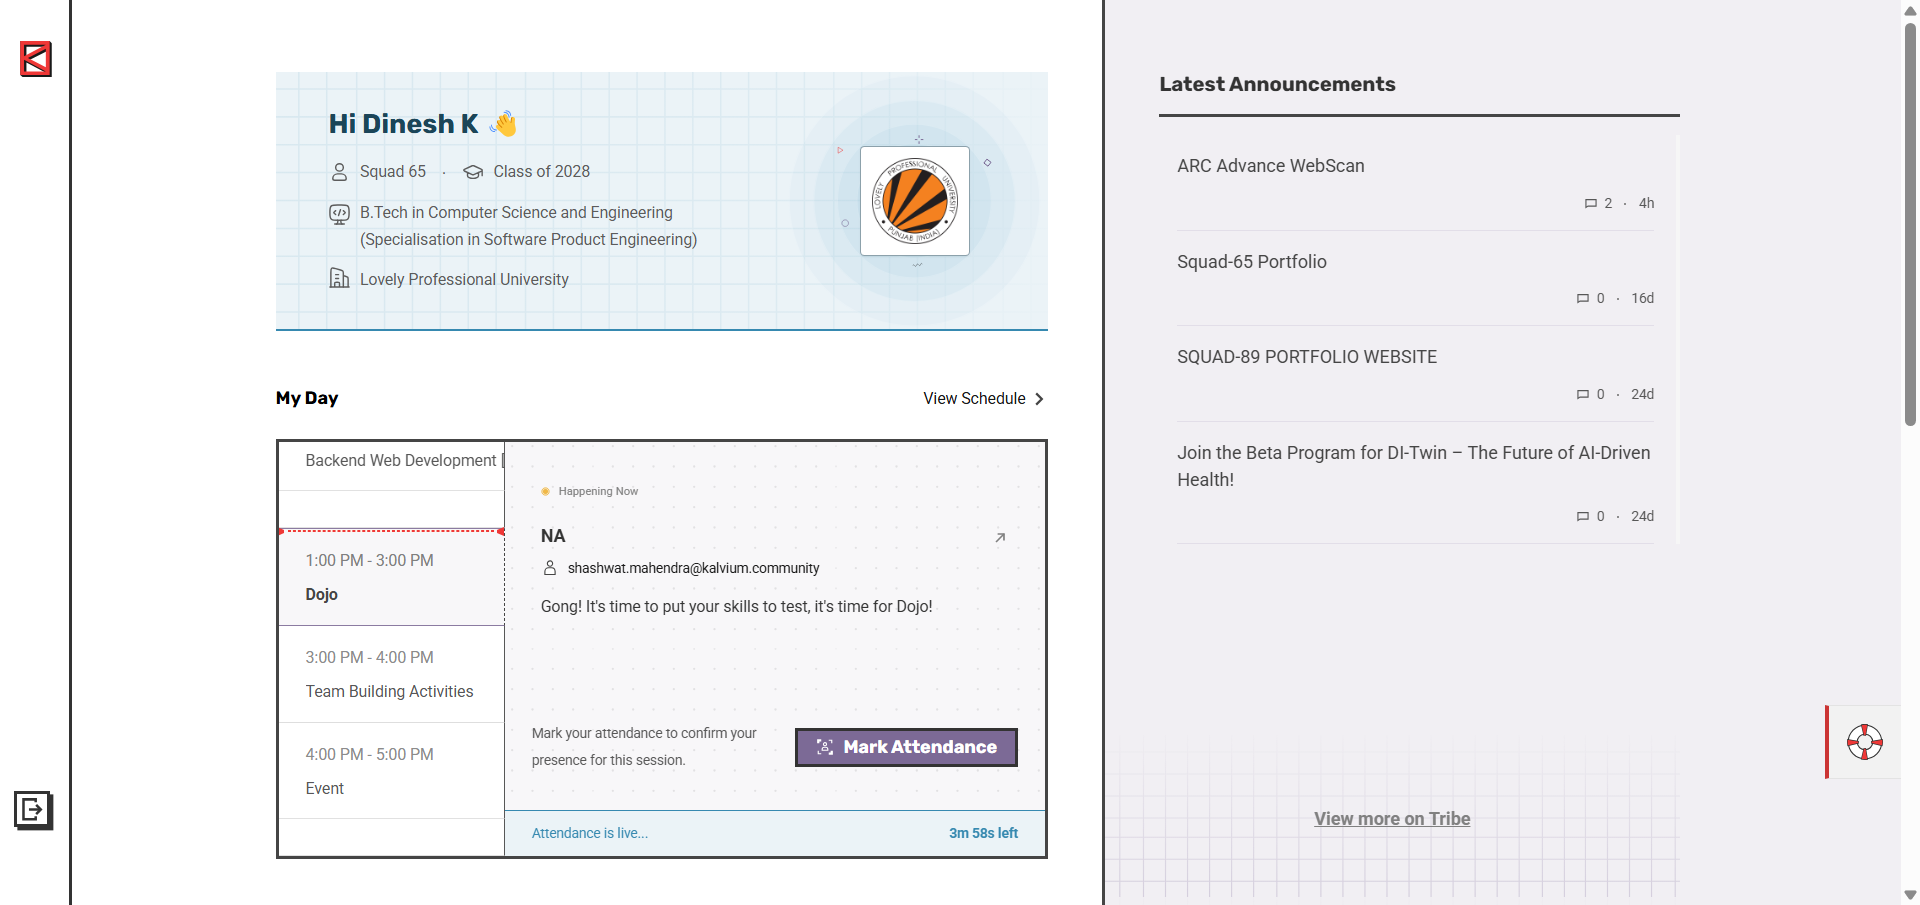 Hi Dinesh K 👋
Squad 65 · Class of 2028
B.Tech in Computer Science and Engineering
(Specialisation in Software Product Engineering)
Lovely Professional University
LOVELY PROFESSIONAL UNIVERSITY
PUNJAB (INDIA)
My Day
View Schedule
Backend Web Development [
1:00 PM - 3:00 PM
Dojo
3:00 PM - 4:00 PM
Team Building Activities
4:00 PM - 5:00 PM
Event
Happening Now
NA
shashwat.mahendra@kalvium.community
Gong! It's time to put your skills to test, it's time for Dojo!
Mark your attendance to confirm your
presence for this session.
Mark Attendance
Attendance is live...
3m 58s left
Latest Announcements
ARC Advance WebScan
2 · 4h
Squad-65 Portfolio
0 · 16d
SQUAD-89 PORTFOLIO WEBSITE
0 · 24d
Join the Beta Program for DI-Twin – The Future of AI-Driven
Health!
0 · 24d
View more on Tribe